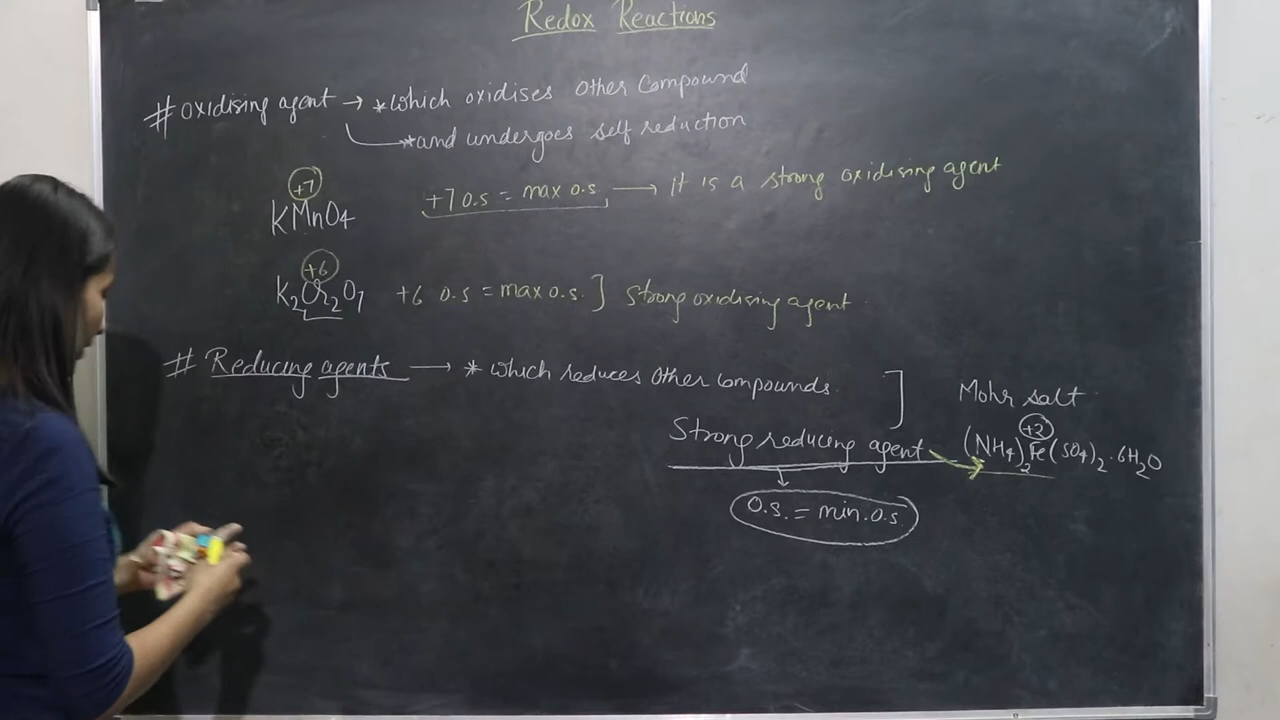 Redox Reactions
# Oxidising agent → *which oxidises other compound
*and undergoes self reduction
+7
KMnO4
+7 o.s = max o.s → it is a strong oxidising agent
+6
K2Cr2O7 +6 o.s = max o.s. ] strong oxidising agent
# Reducing agents → * which reduces other compounds. ]
Mohr salt
+2
Strong reducing agent → (NH4)2Fe(SO4)2.6H2O
o.s. = min.o.s